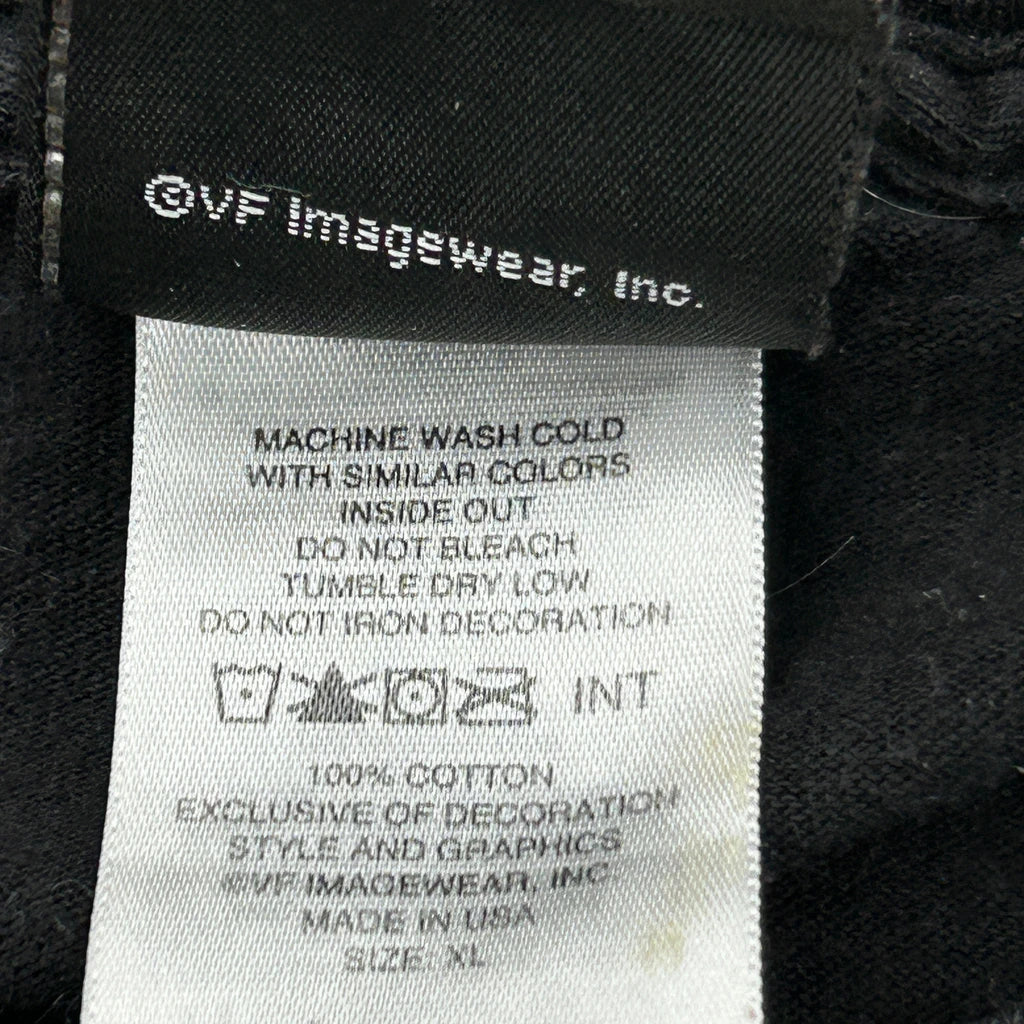 ©VF Imagewear, Inc.
MACHINE WASH COLD
WITH SIMILAR COLORS
INSIDE OUT
DO NOT BLEACH
TUMBLE DRY LOW
DO NOT IRON DECORATION
INT
100% COTTON
EXCLUSIVE OF DECORATION
STYLE AND GRAPHICS
©VF IMAGEWEAR, INC.
MADE IN USA
SIZE: XL